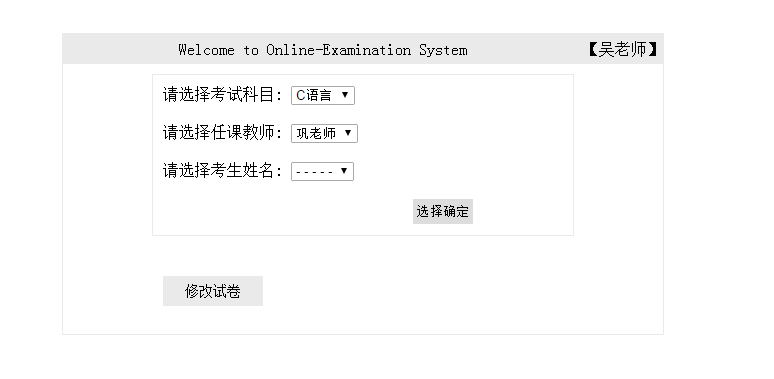 Welcome to Online-Examination System 【吴老师】
请选择考试科目: C语言
请选择任课教师: 巩老师
请选择考生姓名: -----
选择确定
修改试卷